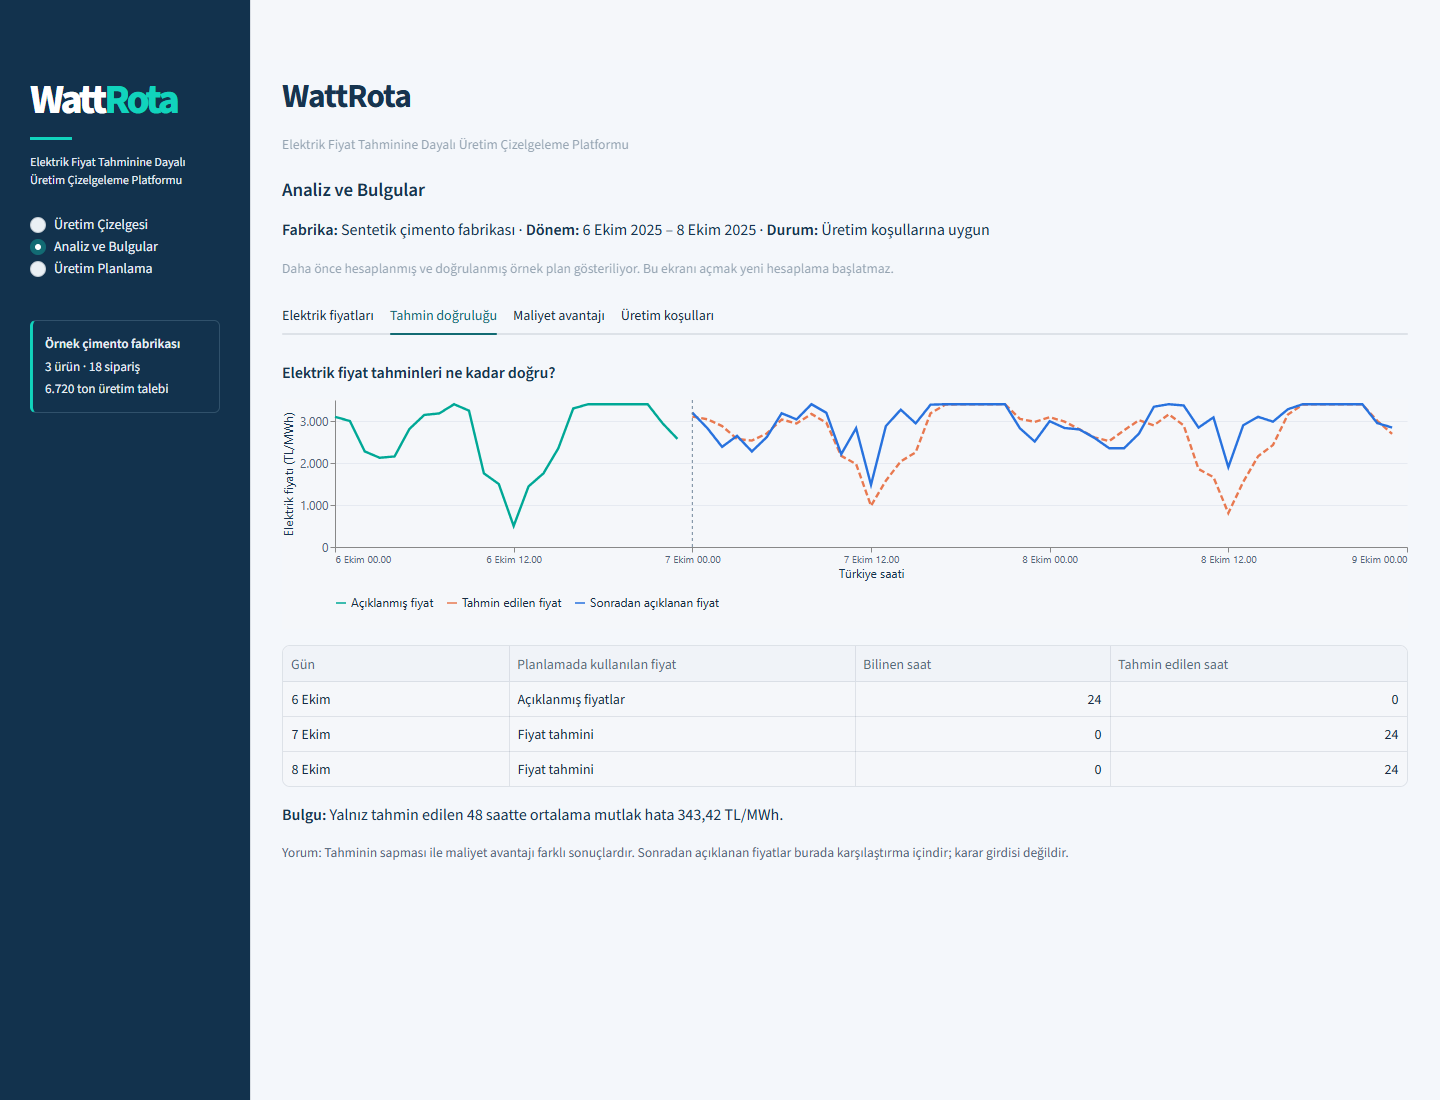 WattRota
Elektrik Fiyat Tahminine Dayalı
Üretim Çizelgeleme Platformu
Üretim Çizelgesi
Analiz ve Bulgular
Üretim Planlama
Örnek çimento fabrikası
3 ürün · 18 sipariş
6.720 ton üretim talebi
WattRota
Elektrik Fiyat Tahminine Dayalı Üretim Çizelgeleme Platformu
Analiz ve Bulgular
Fabrika: Sentetik çimento fabrikası · Dönem: 6 Ekim 2025 – 8 Ekim 2025 · Durum: Üretim koşullarına uygun
Daha önce hesaplanmış ve doğrulanmış örnek plan gösteriliyor. Bu ekranı açmak yeni hesaplama başlatmaz.
Elektrik fiyatları Tahmin doğruluğu Maliyet avantajı Üretim koşulları
Elektrik fiyat tahminleri ne kadar doğru?
Elektrik fiyatı (TL/MWh)
3.000
2.000
1.000
0
6 Ekim 00.00 6 Ekim 12.00 7 Ekim 00.00 7 Ekim 12.00 8 Ekim 00.00 8 Ekim 12.00 9 Ekim 00.00
Türkiye saati
Açıklanmış fiyat Tahmin edilen fiyat Sonradan açıklanan fiyat
Gün Planlamada kullanılan fiyat Bilinen saat Tahmin edilen saat
6 Ekim Açıklanmış fiyatlar 24 0
7 Ekim Fiyat tahmini 0 24
8 Ekim Fiyat tahmini 0 24
Bulgu: Yalnız tahmin edilen 48 saatte ortalama mutlak hata 343,42 TL/MWh.
Yorum: Tahminin sapması ile maliyet avantajı farklı sonuçlardır. Sonradan açıklanan fiyatlar burada karşılaştırma içindir; karar girdisi değildir.